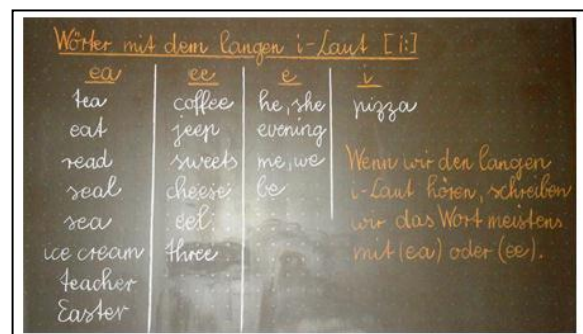 Wörter mit dem langen i-Laut [i:]
ea ee e i
tea coffee he, she pizza
eat jeep evening
read sweets me, we Wenn wir den langen
seal cheese be i-Laut hören, schreiben
sea eel wir das Wort meistens
ice cream three mit (ea) oder (ee).
teacher
Easter